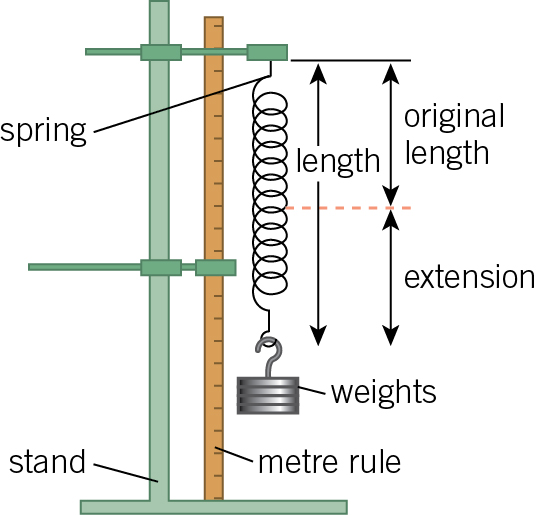 spring
original
length
length
extension
weights
stand
metre rule